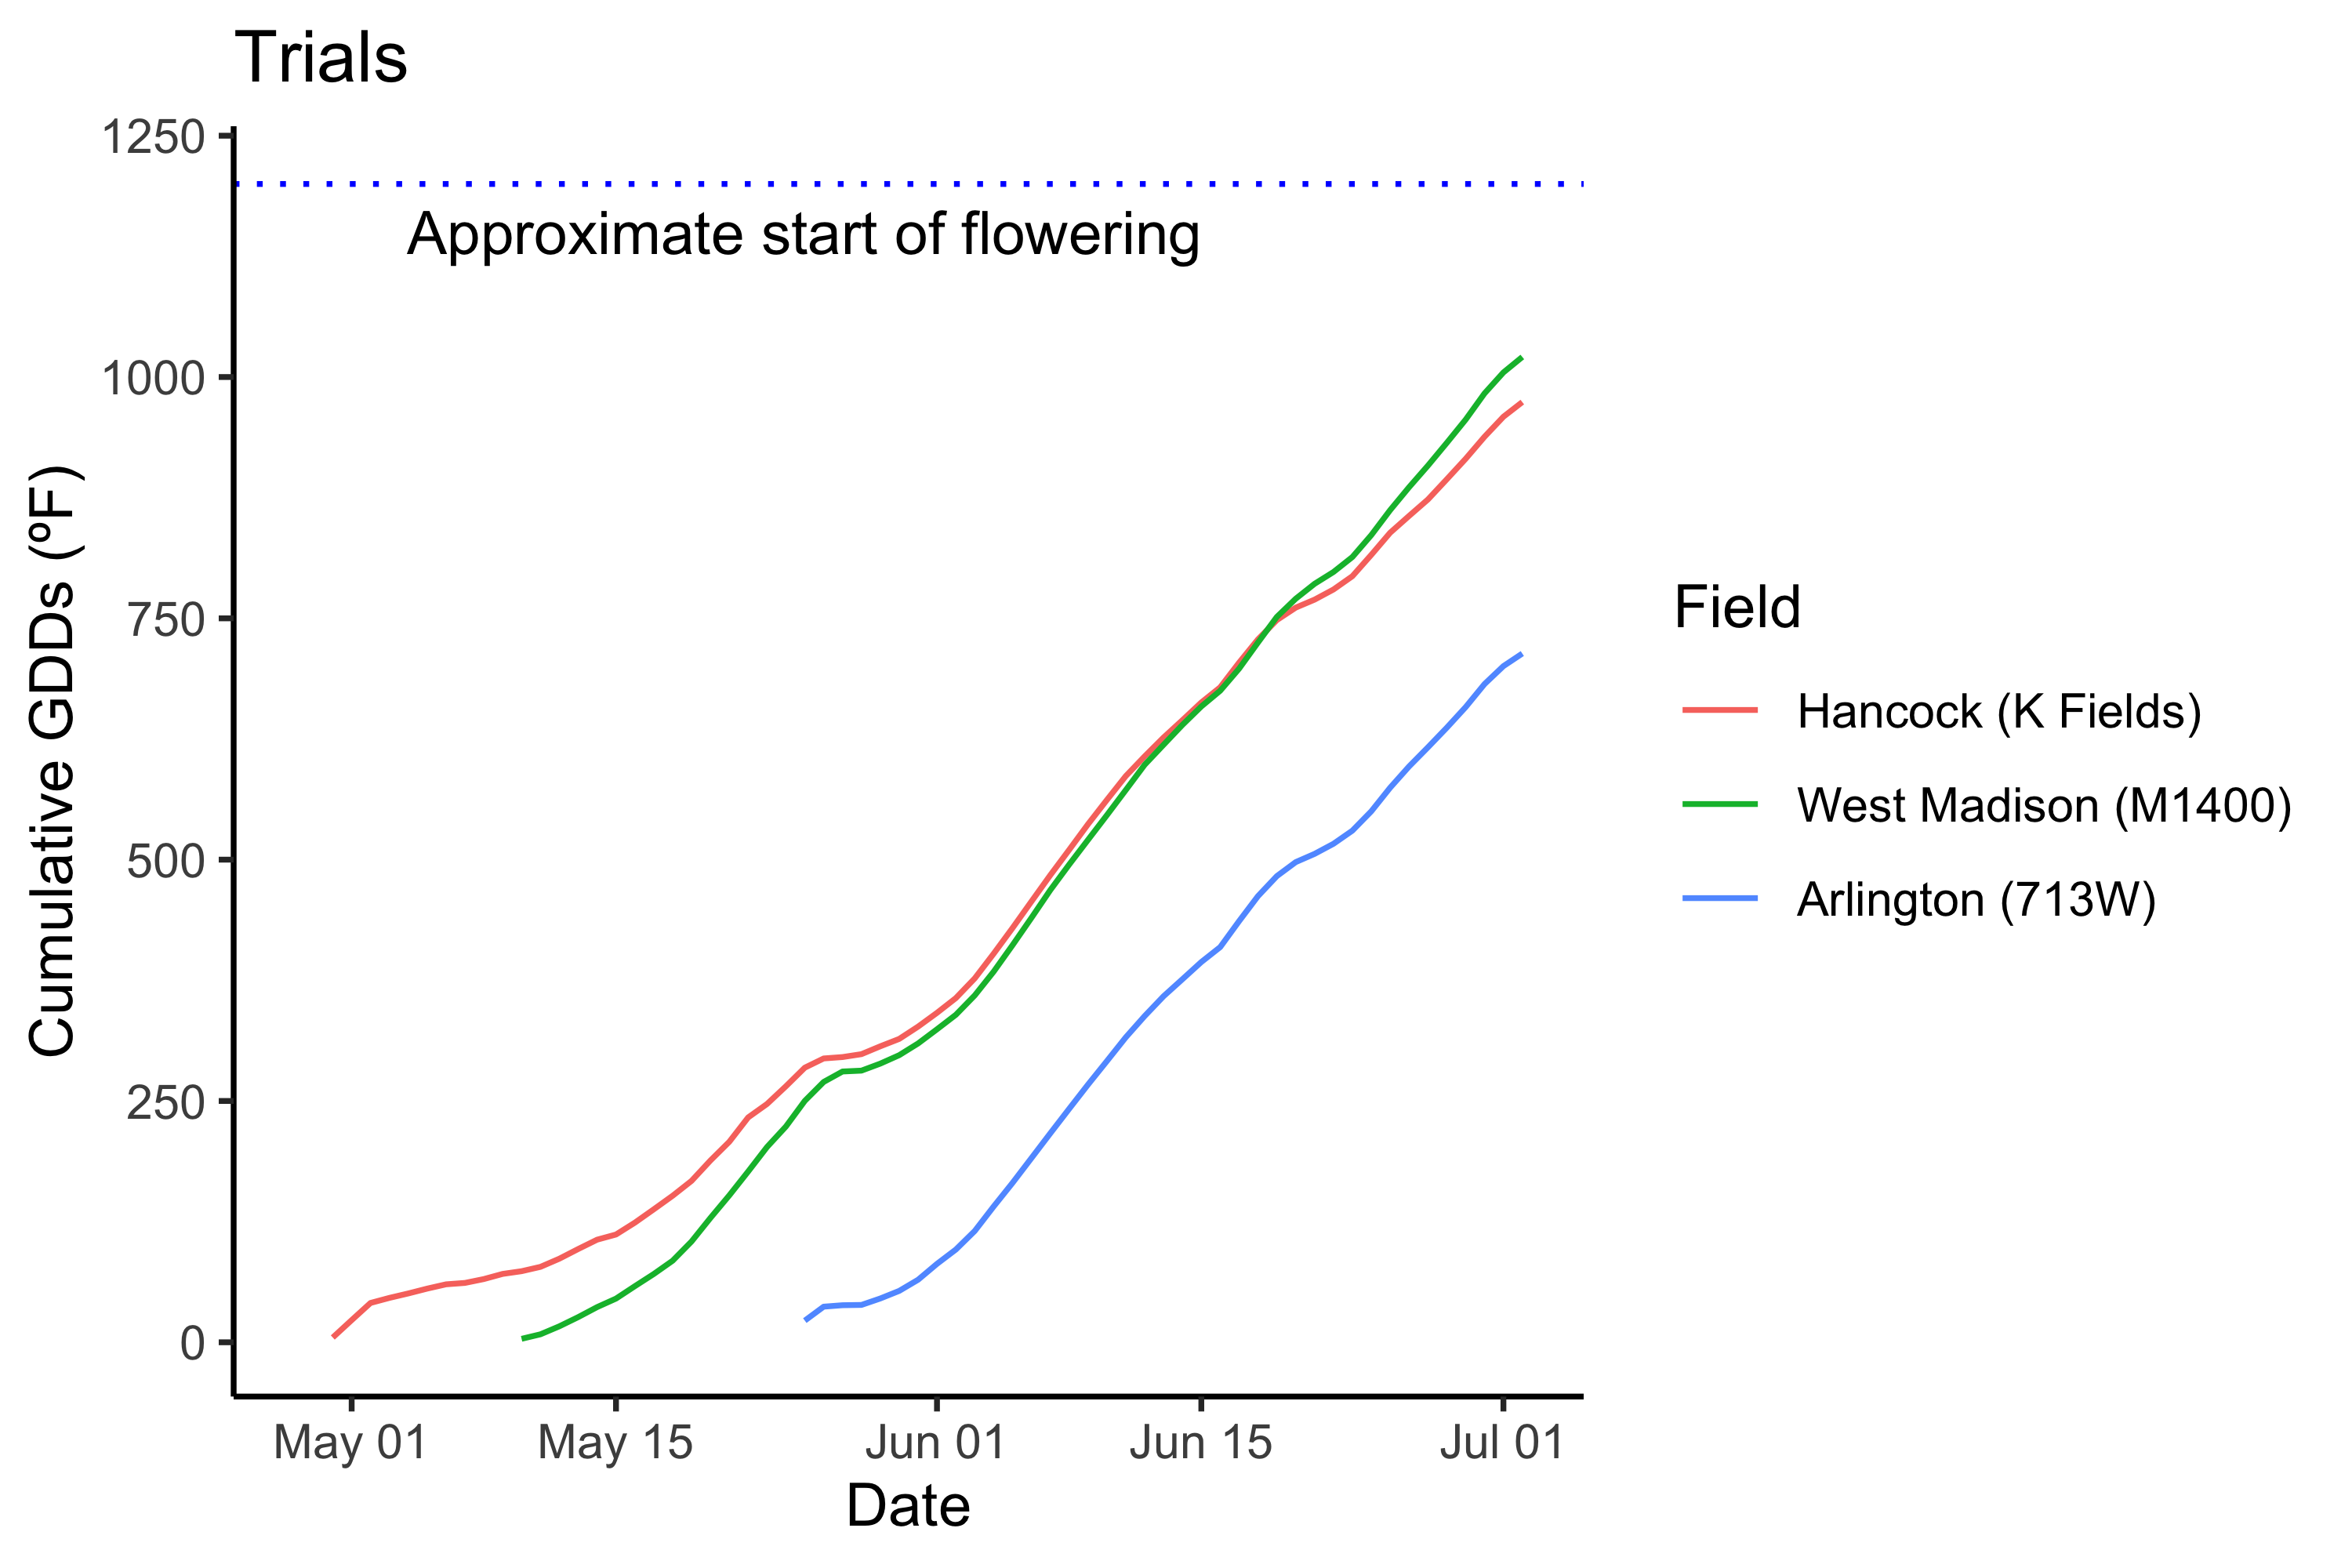 Trials
1250
Approximate start of flowering
1000
750
500
250
0
Cumulative GDDs (ºF)
May 01
May 15
Jun 01
Jun 15
Jul 01
Date
Field
Hancock (K Fields)
West Madison (M1400)
Arlington (713W)